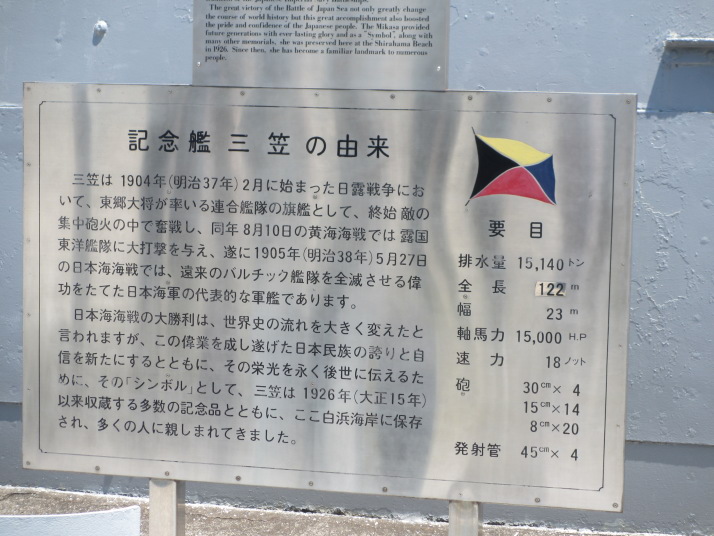 The great victory of the Battle of Japan Sea not only greatly change
the course of world history but this great accomplishment also boosted
the pride and confidence of the Japanese people. The Mikasa provided
future generations with ever lasting glory and as a "Symbol", along with
many other memorials, she was preserved here at the Shirahama Beach
in 1926. Since then, she has become a familiar landmark to numerous
people.
記念艦 三笠の由来
三笠は 1904年(明治37年)2月に始まった日露戦争にお
いて、東郷大将が率いる連合艦隊の旗艦として、終始 敵の
集中砲火の中で奮戦し、同年 8月10日の黄海海戦では 露国
東洋艦隊に大打撃を与え、遂に1905年(明治38年)5月27日
の日本海海戦では、遠来のバルチック艦隊を全滅させる偉
功をたてた日本海軍の代表的な軍艦であります。
日本海海戦の大勝利は、世界史の流れを大きく変えたと
言われますが、この偉業を成し遂げた日本民族の誇りと自
信を新たにするとともに、その栄光を永く後世に伝えるた
めに、その「シンボル」として、三笠は 1926年(大正15年)
以来収蔵する多数の記念品とともに、ここ白浜海岸に保存
され、多くの人に親しまれてきました。
要目
排水量 15,140 トン
全長 122 m
幅 23 m
軸馬力 15,000 H.P
速力 18 ノット
砲 30cm× 4
15cm×14
8cm×20
発射管 45cm× 4